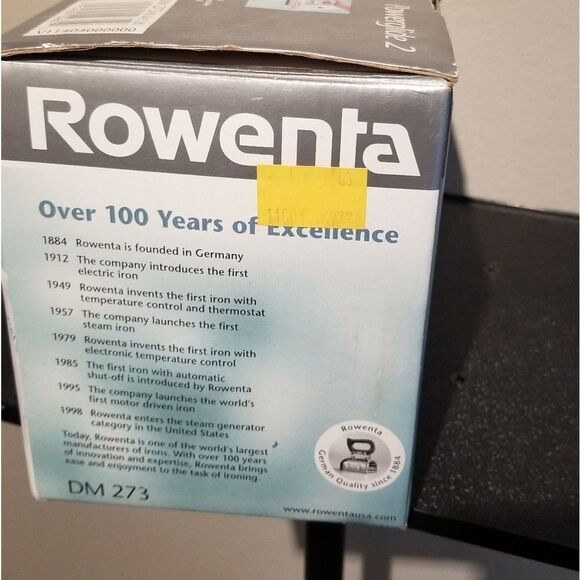 Powerglide 2
Rowenta
Over 100 Years of Excellence
1884 Rowenta is founded in Germany
1912 The company introduces the first
electric iron
1949 Rowenta invents the first iron with
temperature control and thermostat
1957 The company launches the first
steam iron
1979 Rowenta invents the first iron with
electronic temperature control
1985 The first iron with automatic
shut-off is introduced by Rowenta
1995 The company launches the world's
first motor driven iron
1998 Rowenta enters the steam generator
category in the United States
Today, Rowenta is one of the world's largest
manufacturers of irons. With over 100 years
of innovation and expertise, Rowenta brings
ease and enjoyment to the task of ironing.
Rowenta
German Quality since 1884
DM 273
www.rowentausa.com